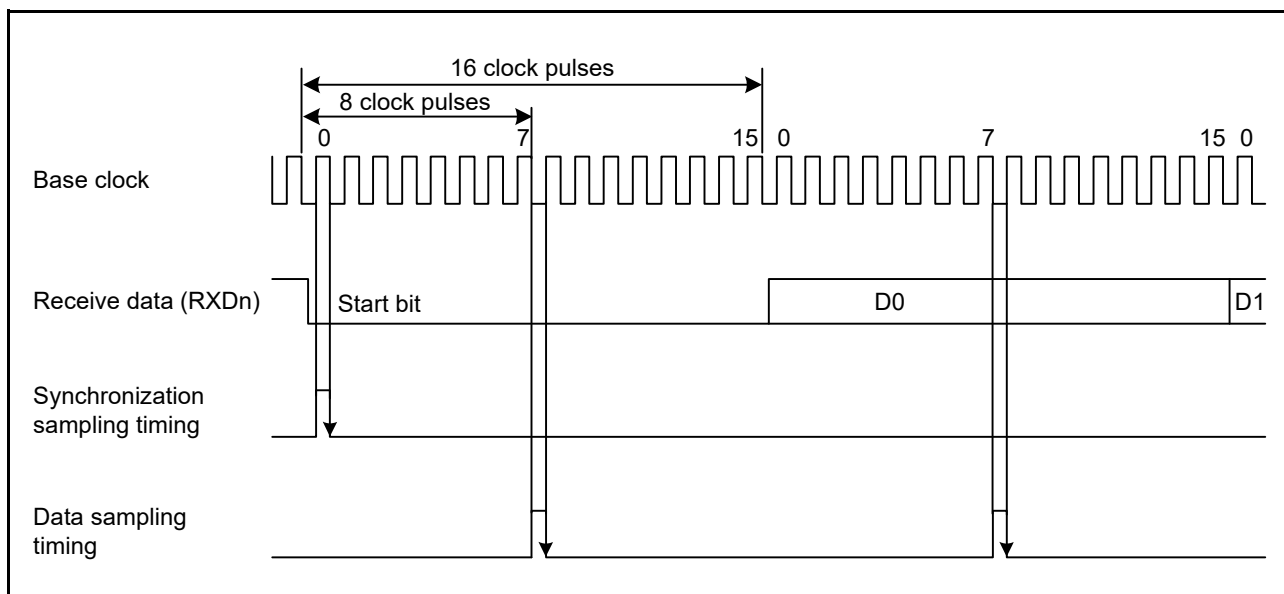 16 clock pulses
8 clock pulses
0 7 15 0 7 15 0
Base clock
Receive data (RXDn)
Start bit D0 D1
Synchronization
sampling timing
Data sampling
timing